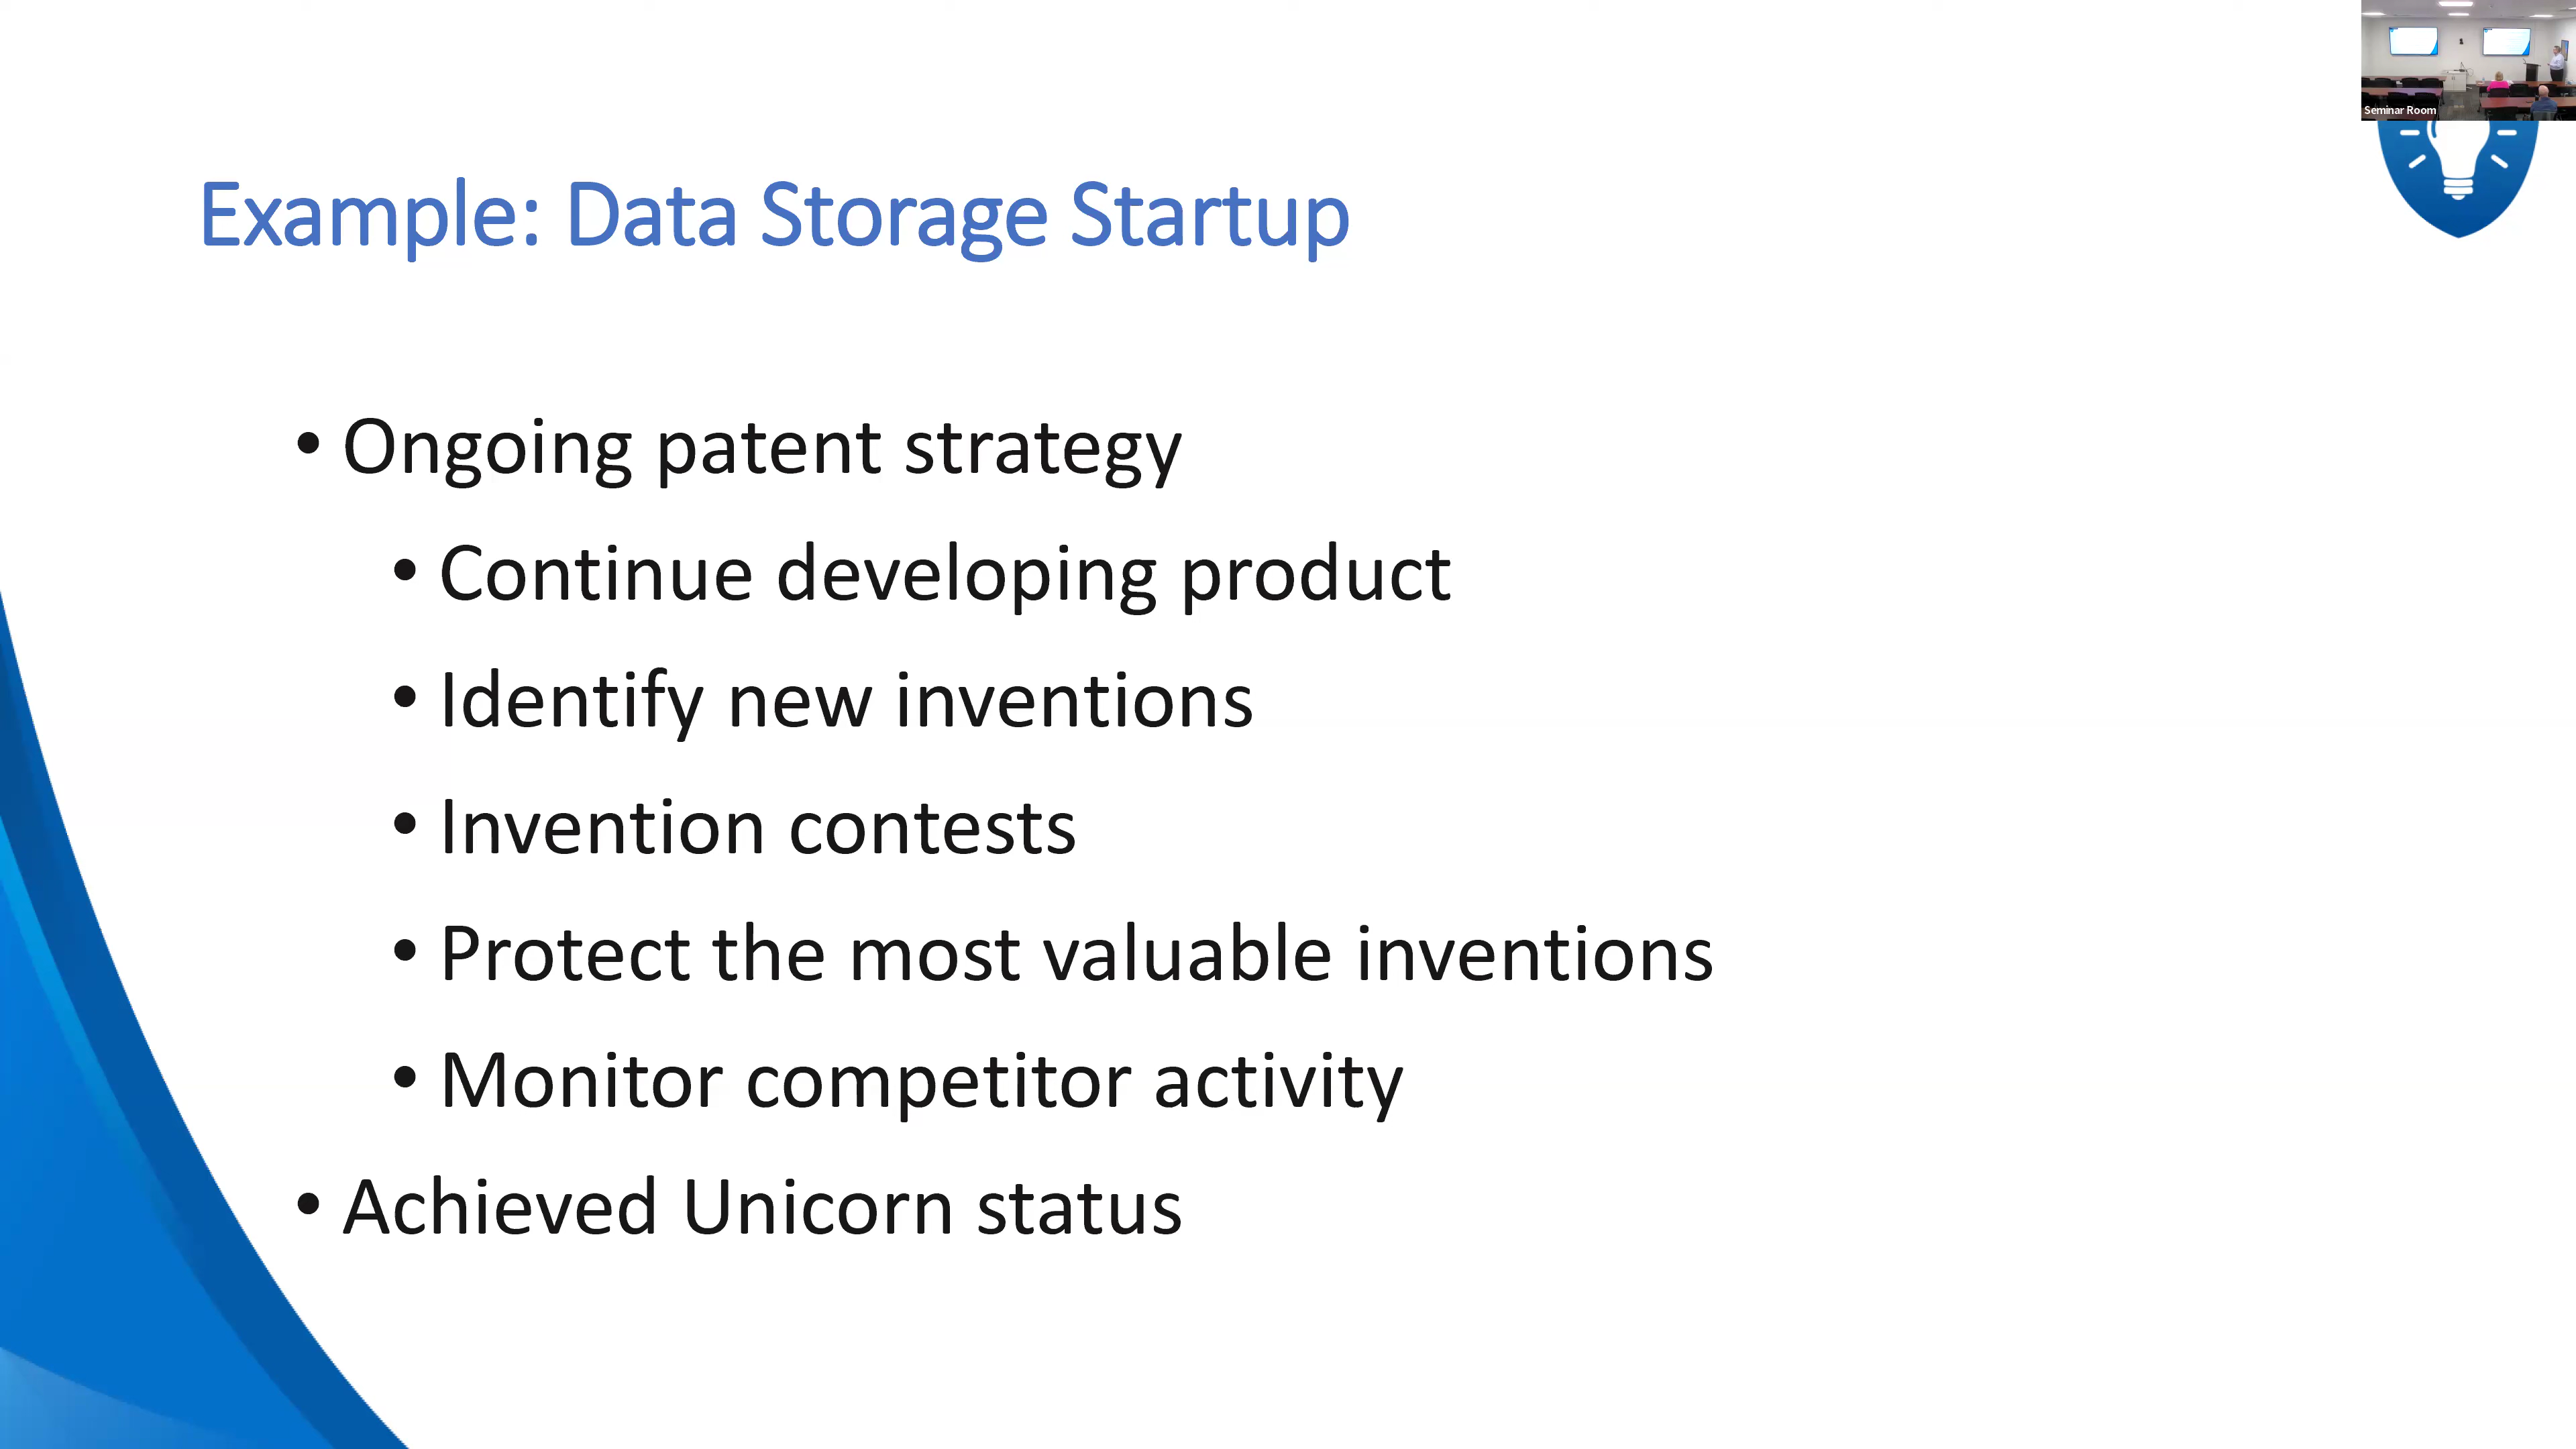 Seminar Room
Example: Data Storage Startup
• Ongoing patent strategy
• Continue developing product
• Identify new inventions
• Invention contests
• Protect the most valuable inventions
• Monitor competitor activity
• Achieved Unicorn status